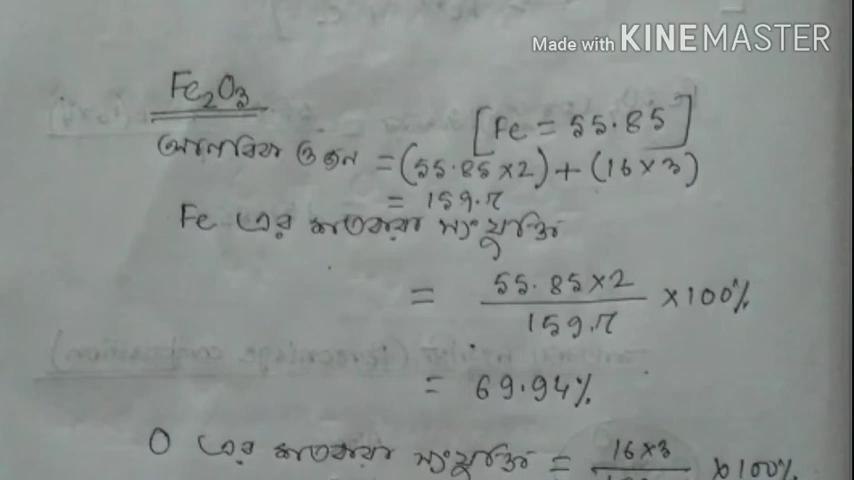 Made with KINEMASTER
Fe₂O₃
[Fe = 55.85]
আনবিক ওজন = (55.85×2) + (16×3)
= 159.7
Fe এর শতকরা সংযুক্তি
= 55.85×2 / 159.7 ×100%
= 69.94%
O এর শতকরা সংযুক্তি = 16×3 / ×100%